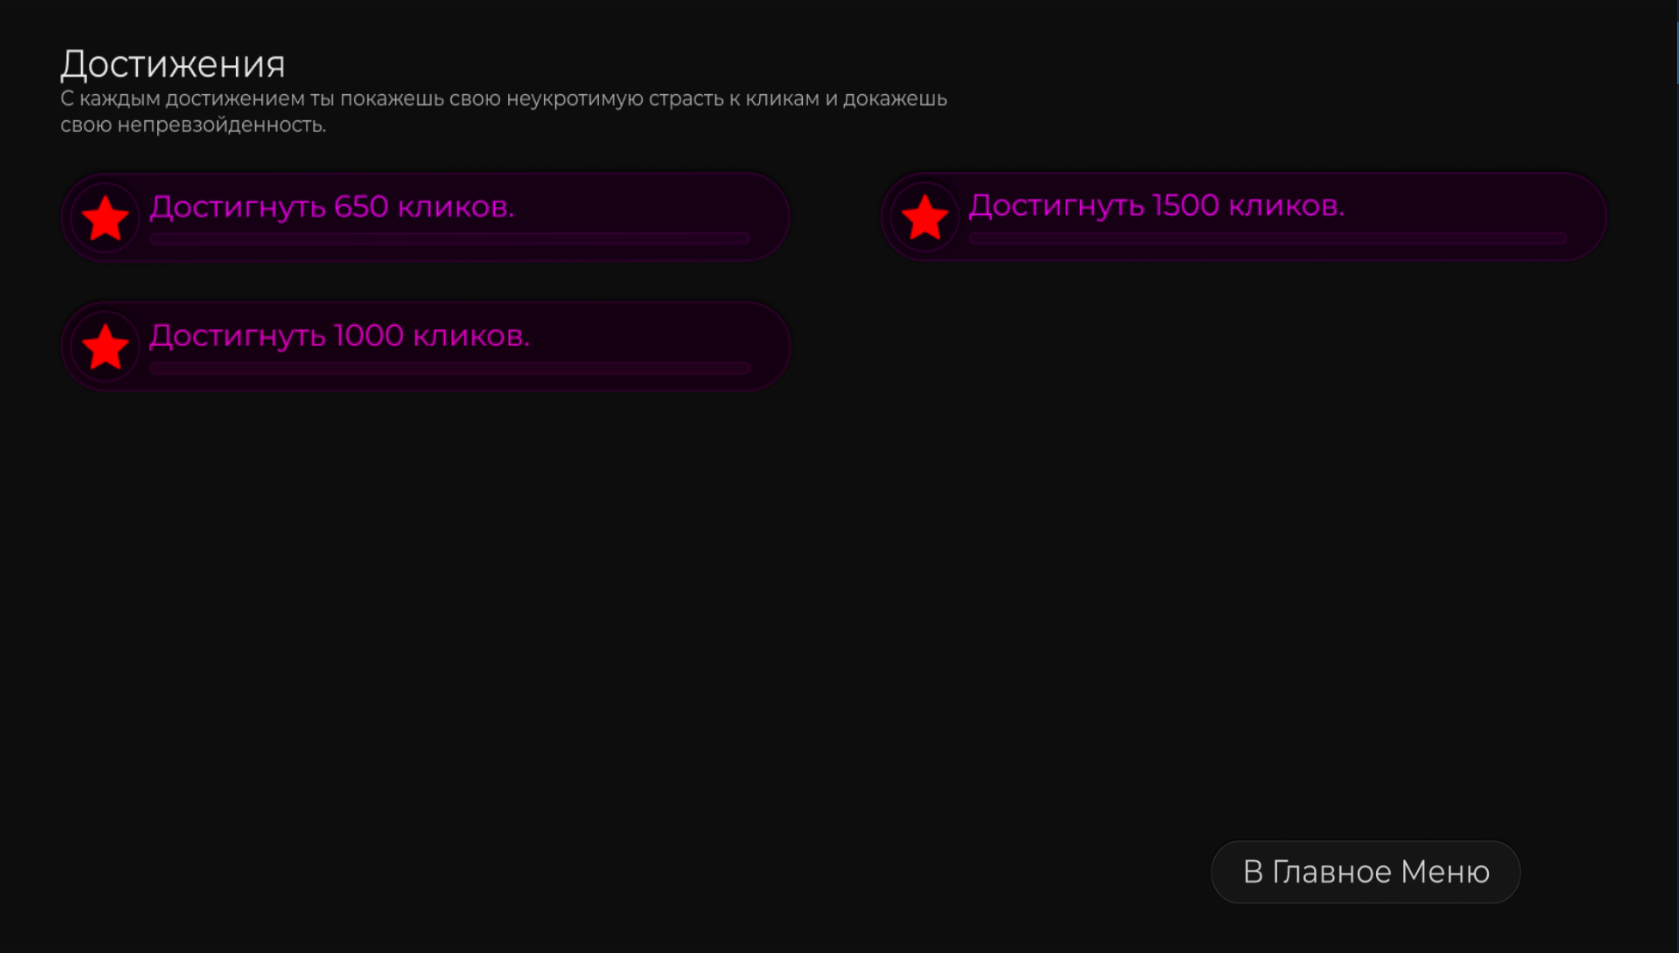 Достижения
С каждым достижением ты покажешь свою неукротимую страсть к кликам и докажешь
свою непревзойденность.
Достигнуть 650 кликов.
Достигнуть 1500 кликов.
Достигнуть 1000 кликов.
В Главное Меню